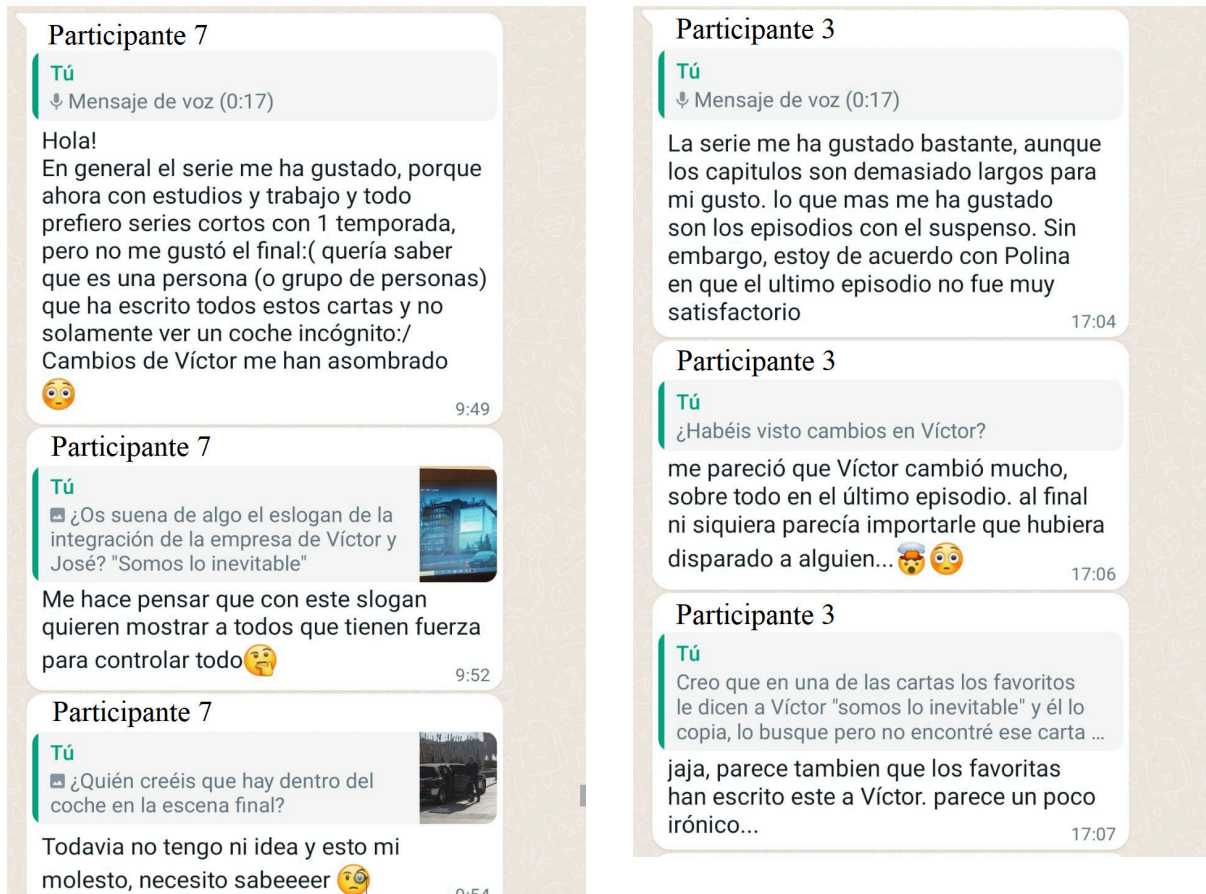 Participante 7
Tú
Mensaje de voz (0:17)
Hola!
En general el serie me ha gustado, porque
ahora con estudios y trabajo y todo
prefiero series cortos con 1 temporada,
pero no me gustó el final:( quería saber
que es una persona (o grupo de personas)
que ha escrito todos estos cartas y no
solamente ver un coche incógnito:/
Cambios de Víctor me han asombrado
😳
9:49
Participante 7
Tú
¿Os suena de algo el eslogan de la
integración de la empresa de Víctor y
José? "Somos lo inevitable"
Me hace pensar que con este slogan
quieren mostrar a todos que tienen fuerza
para controlar todo🤔
9:52
Participante 7
Tú
¿Quién creéis que hay dentro del
coche en la escena final?
Todavia no tengo ni idea y esto mi
molesto, necesito sabeeeer 🧐
9:54
Participante 3
Tú
Mensaje de voz (0:17)
La serie me ha gustado bastante, aunque
los capitulos son demasiado largos para
mi gusto. lo que mas me ha gustado
son los episodios con el suspenso. Sin
embargo, estoy de acuerdo con Polina
en que el ultimo episodio no fue muy
satisfactorio
17:04
Participante 3
Tú
¿Habéis visto cambios en Víctor?
me pareció que Víctor cambió mucho,
sobre todo en el último episodio. al final
ni siquiera parecía importarle que hubiera
disparado a alguien...🤯😳
17:06
Participante 3
Tú
Creo que en una de las cartas los favoritos
le dicen a Víctor "somos lo inevitable" y él lo
copia, lo busque pero no encontré ese carta ...
jaja, parece tambien que los favoritas
han escrito este a Víctor. parece un poco
irónico...
17:07